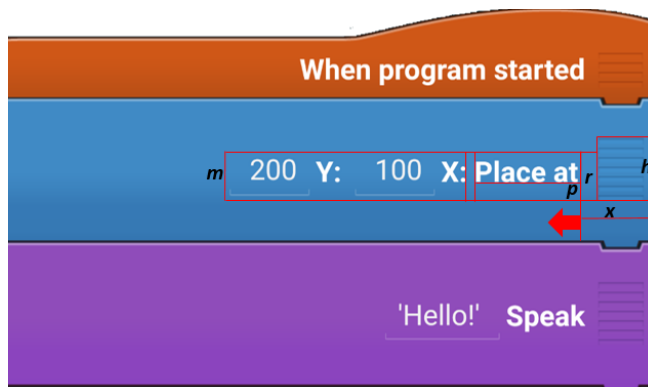 When program started
m 200 Y: 100 X: Place at r h
p
x
'Hello!' Speak